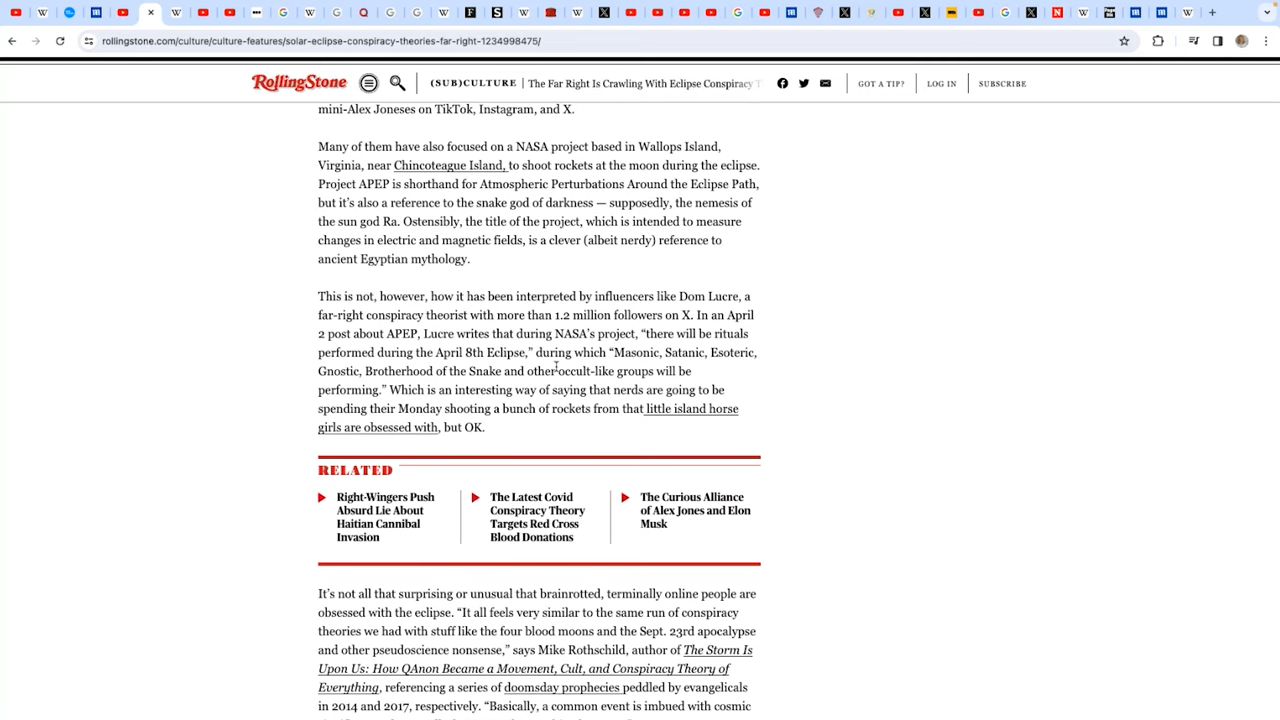 rollingstone.com/culture/culture-features/solar-eclipse-conspiracy-theories-far-right-1234998475/
RollingStone (SUB)CULTURE | The Far Right Is Crawling With Eclipse Conspiracy T GOT A TIP? LOG IN SUBSCRIBE
mini-Alex Joneses on TikTok, Instagram, and X.
Many of them have also focused on a NASA project based in Wallops Island,
Virginia, near Chincoteague Island, to shoot rockets at the moon during the eclipse.
Project APEP is shorthand for Atmospheric Perturbations Around the Eclipse Path,
but it’s also a reference to the snake god of darkness — supposedly, the nemesis of
the sun god Ra. Ostensibly, the title of the project, which is intended to measure
changes in electric and magnetic fields, is a clever (albeit nerdy) reference to
ancient Egyptian mythology.
This is not, however, how it has been interpreted by influencers like Dom Lucre, a
far-right conspiracy theorist with more than 1.2 million followers on X. In an April
2 post about APEP, Lucre writes that during NASA’s project, “there will be rituals
performed during the April 8th Eclipse,” during which “Masonic, Satanic, Esoteric,
Gnostic, Brotherhood of the Snake and other occult-like groups will be
performing.” Which is an interesting way of saying that nerds are going to be
spending their Monday shooting a bunch of rockets from that little island horse
girls are obsessed with, but OK.
RELATED
Right-Wingers Push
Absurd Lie About
Haitian Cannibal
Invasion
The Latest Covid
Conspiracy Theory
Targets Red Cross
Blood Donations
The Curious Alliance
of Alex Jones and Elon
Musk
It’s not all that surprising or unusual that brainrotted, terminally online people are
obsessed with the eclipse. “It all feels very similar to the same run of conspiracy
theories we had with stuff like the four blood moons and the Sept. 23rd apocalypse
and other pseudoscience nonsense,” says Mike Rothschild, author of The Storm Is
Upon Us: How QAnon Became a Movement, Cult, and Conspiracy Theory of
Everything, referencing a series of doomsday prophecies peddled by evangelicals
in 2014 and 2017, respectively. “Basically, a common event is imbued with cosmic